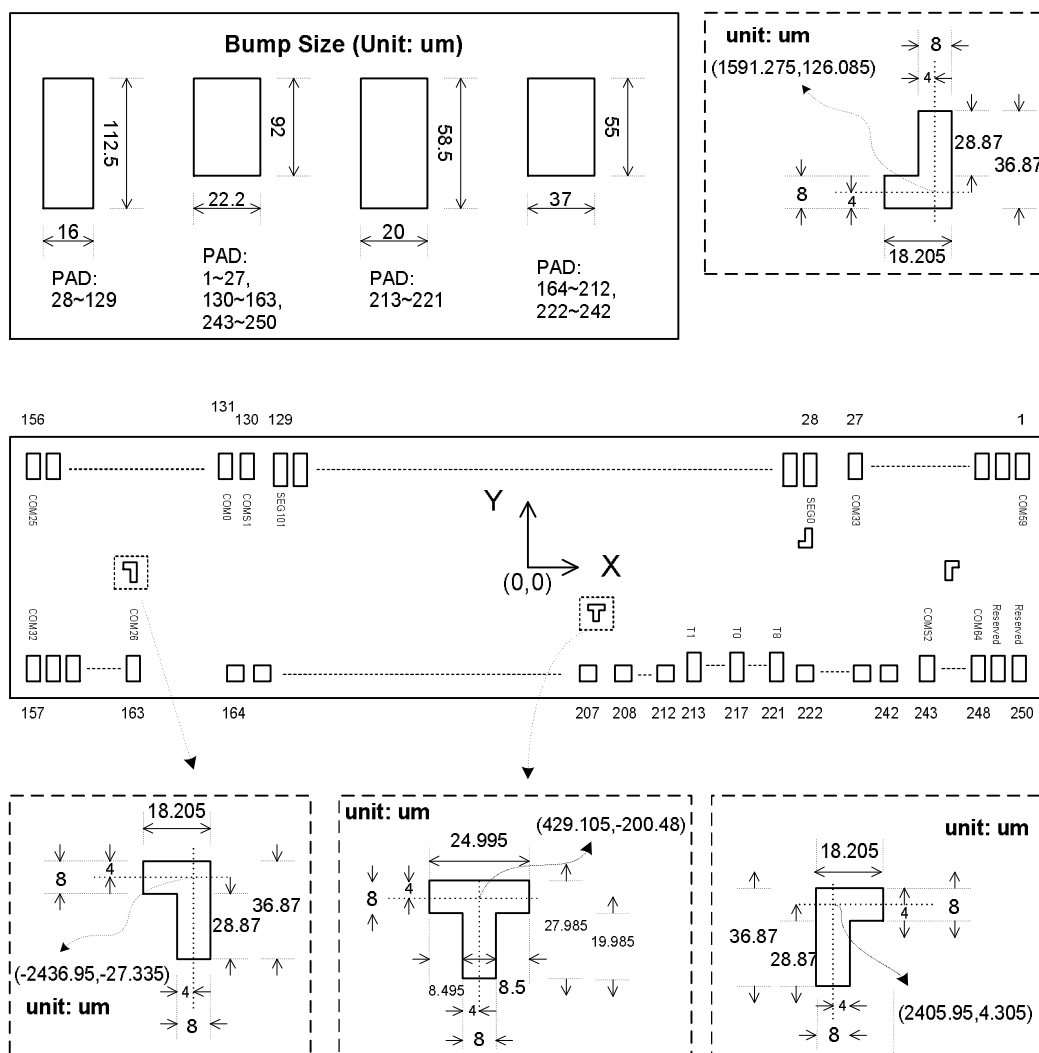 Bump Size (Unit: um)
112.5
92
58.5
55
16
22.2
20
37
PAD:
28~129
PAD:
1~27,
130~163,
243~250
PAD:
213~221
PAD:
164~212,
222~242
unit: um
(1591.275,126.085)
8
4
28.87
36.87
8
4
18.205
156
131
130
129
28
27
1
COM25
COM0
COMS1
SEG101
SEG0
COM33
COM59
Y
X
(0,0)
COM32
COM26
T1
T0
T8
COMS2
COM64
Reserved
Reserved
157
163
164
207
208
212
213
217
221
222
242
243
248
250
18.205
8
4
28.87
36.87
(-2436.95,-27.335)
unit: um
4
8
unit: um
(429.105,-200.48)
24.995
8
4
27.985
19.985
8.495
8.5
4
8
unit: um
18.205
36.87
28.87
4
8
4
8
(2405.95,4.305)